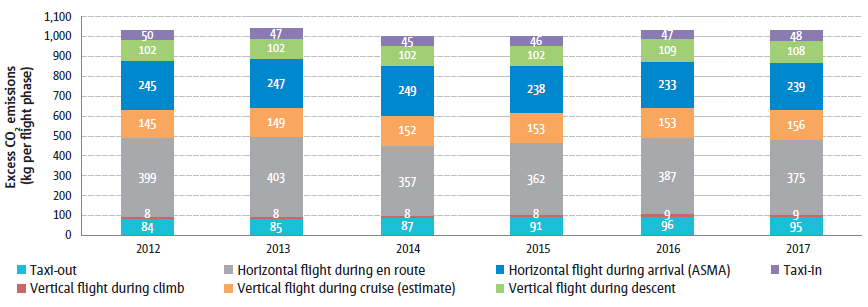 Excess CO2 emissions
(kg per flight phase)
1,100
1,000
900
800
700
600
500
400
300
200
100
0
50 47 45 46 47 48
102 102 102 102 109 108
245 247 249 238 233 239
145 149 152 153 153 156
399 403 357 362 387 375
8 8 8 8 9 9
84 85 87 91 96 95
2012 2013 2014 2015 2016 2017
Taxi-out Horizontal flight during en route Horizontal flight during arrival (ASMA) Taxi-in
Vertical flight during climb Vertical flight during cruise (estimate) Vertical flight during descent